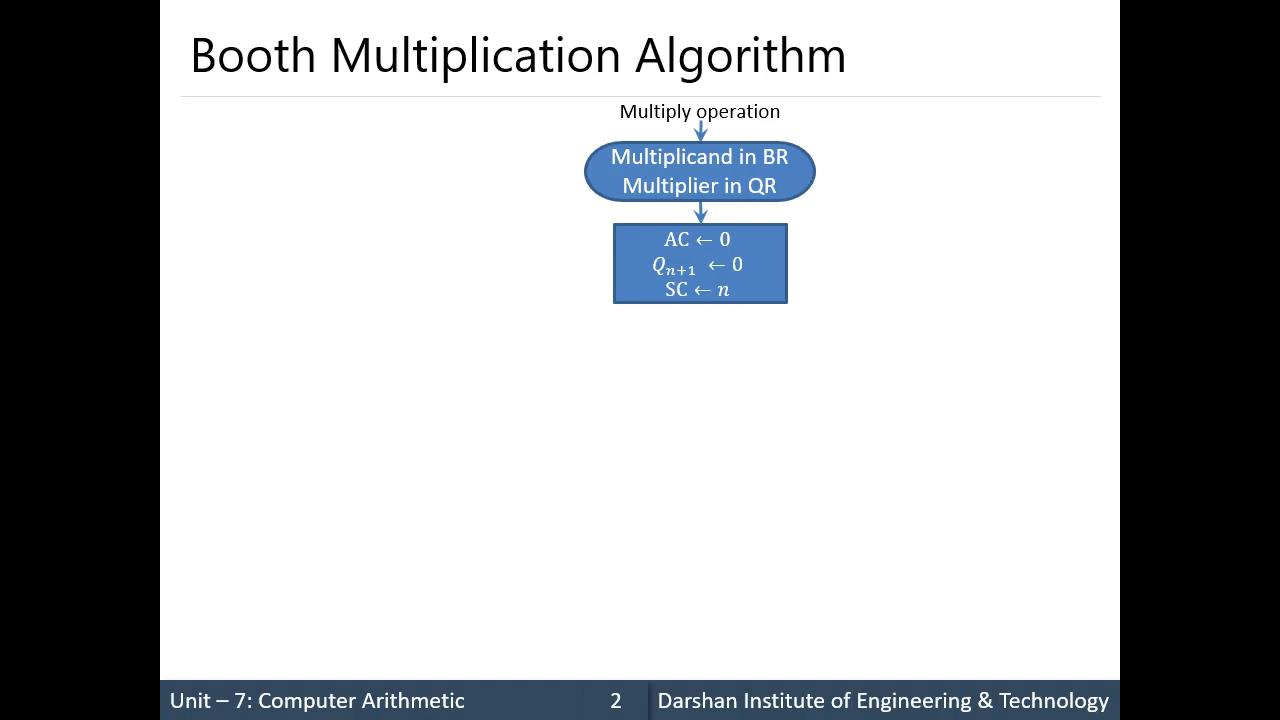 Booth Multiplication Algorithm
Multiply operation
Multiplicand in BR
Multiplier in QR
AC ← 0
Qₙ₊₁ ← 0
SC ← n
Unit – 7: Computer Arithmetic 2 Darshan Institute of Engineering & Technology